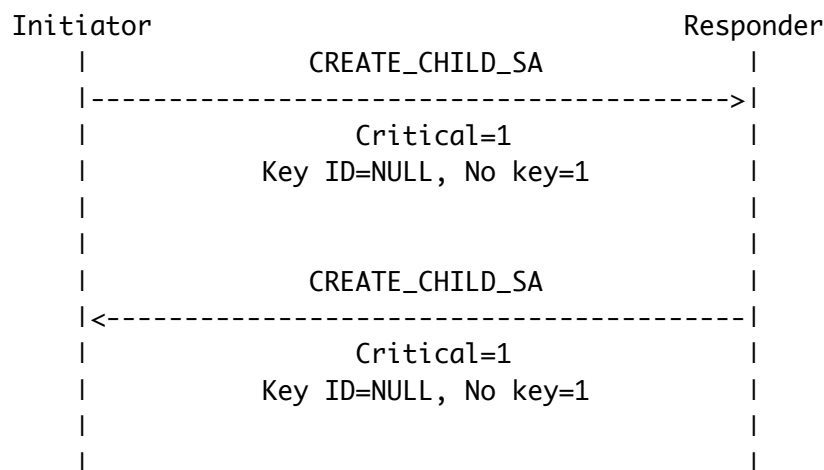 Initiator Responder
| CREATE_CHILD_SA |
|----------------------------------------->|
| Critical=1 |
| Key ID=NULL, No key=1 |
| |
| |
| CREATE_CHILD_SA |
|<-----------------------------------------|
| Critical=1 |
| Key ID=NULL, No key=1 |
| |
| |